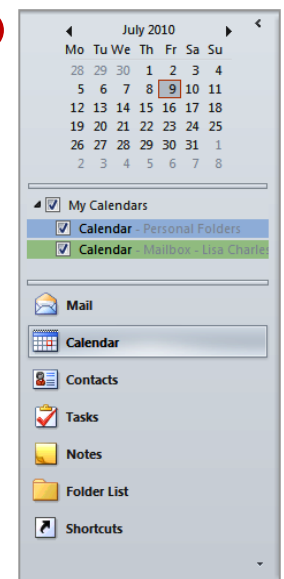 July 2010
Mo Tu We Th Fr Sa Su
28 29 30 1 2 3 4
5 6 7 8 9 10 11
12 13 14 15 16 17 18
19 20 21 22 23 24 25
26 27 28 29 30 31 1
2 3 4 5 6 7 8
My Calendars
Calendar - Personal Folders
Calendar - Mailbox - Lisa Charles
Mail
Calendar
Contacts
Tasks
Notes
Folder List
Shortcuts